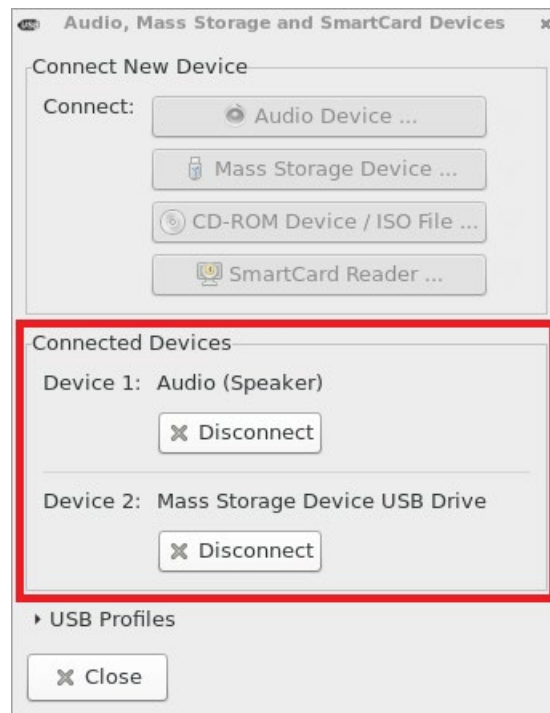 Audio, Mass Storage and SmartCard Devices
Connect New Device
Connect:
Audio Device ...
Mass Storage Device ...
CD-ROM Device / ISO File ...
SmartCard Reader ...
Connected Devices
Device 1: Audio (Speaker)
Disconnect
Device 2: Mass Storage Device USB Drive
Disconnect
USB Profiles
Close